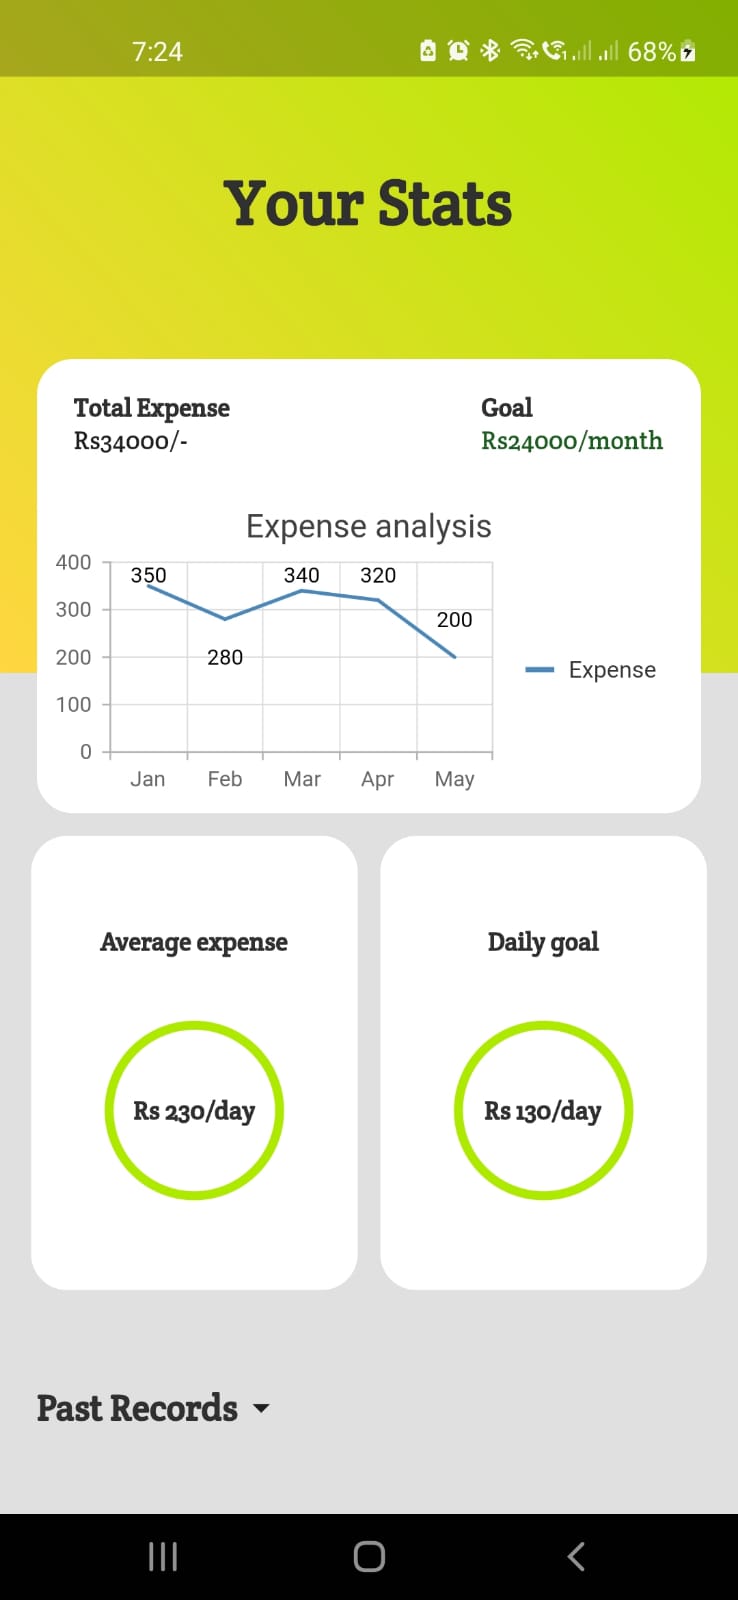 7:24
68%
Your Stats
Total Expense
Goal
Rs34000/-
Rs24000/month
Expense analysis
400
350
340
320
300
200
280
200
Expense
100
0
Jan Feb Mar Apr May
Average expense
Daily goal
Rs 230/day
Rs 130/day
Past Records